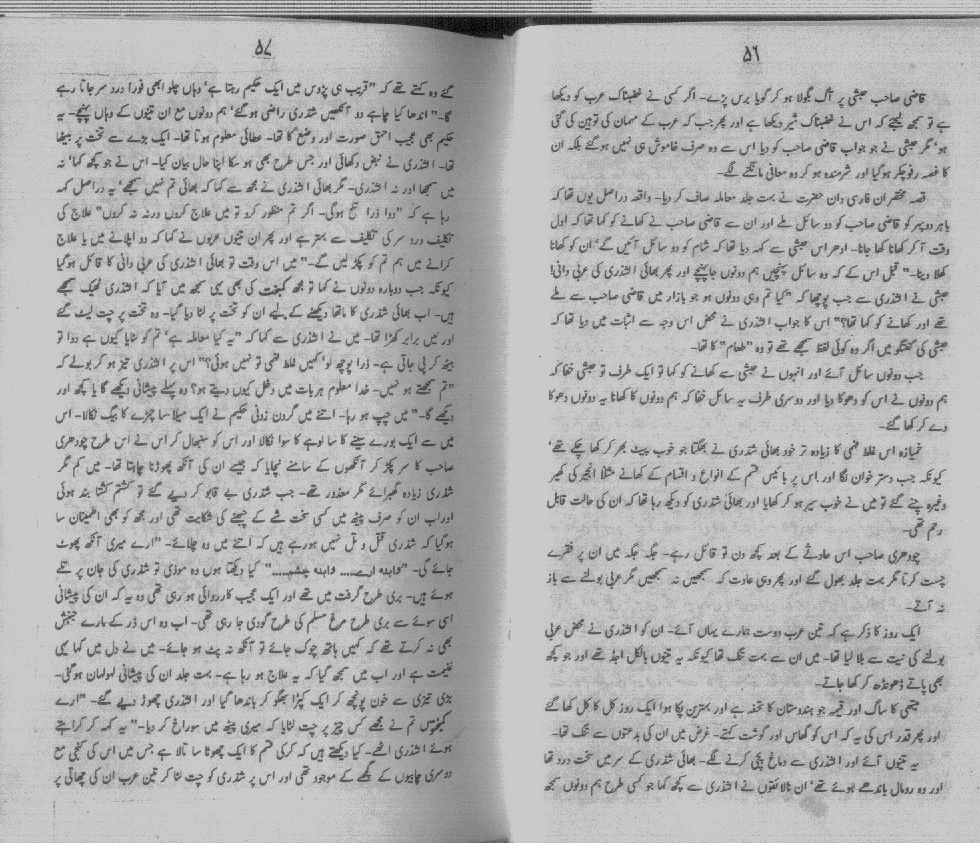 ۵۶
قاضی صاحب حبشی پر آگ بگولا ہو کر گویا برس پڑے۔ اگر کسی نے غضبناک عرب کو دیکھا
ہے تو سمجھ لیجئے کہ اس نے غضبناک شیر دیکھا ہے اور پھر جب کہ عرب کے مہمان کی توہین کی گئی
ہو' مگر حبشی نے جو جواب قاضی صاحب کو دیا اس سے وہ صرف خاموش ہی نہیں ہو گئے بلکہ ان
کا غصہ رفوچکر ہو گیا اور شرمندہ ہو کر وہ معافی مانگنے لگے۔
قصہ مختصر ان فارسی دان حضرت نے بہت جلد معاملہ صاف کر دیا۔ واقعہ دراصل یوں تھا کہ
باہر دوپہر کو قاضی صاحب کو دو سائل ملے اور ان سے قاضی صاحب نے کھانے کو کہا تھا کہ اول
وقت آ کر کھانا کھا جانا۔ ادھر اس حبشی سے کہہ دیا تھا کہ شام کو دو سائل آئیں گے' ان کو کھانا
کھلا دینا۔" قبل اس کے کہ وہ سائل پہنچیں ہم دونوں جا پہنچے اور پھر بھائی اشذری کی عربی دانی!
حبشی نے اشذری سے جب پوچھا کہ "کیا تم وہی دونوں ہو جو بازار میں قاضی صاحب سے ملے
تھے اور کھانے کو کہا تھا؟" اس کا جواب اشذری نے محض اس وجہ سے اثبات میں دیا تھا کہ
حبشی کی گفتگو میں اگر وہ کوئی لفظ سمجھے تھے تو وہ "طعام" کا تھا۔
جب دونوں سائل آئے اور انہوں نے حبشی سے کھانے کو کہا تو ایک طرف تو حبشی خفا کہ
ہم دونوں نے اس کو دھوکا دیا اور دوسری طرف یہ سائل خفا کہ ہم دونوں کا کھانا یہ دونوں دھوکا
دے کر کھا گئے۔
خمیازہ اس غلط فہمی کا زیادہ تر خود بھائی شذری نے بھگتا جو خوب پیٹ بھر کر کھا چکے تھے'
کیونکہ جب دستر خوان لگا اور اس پر بائیس قسم کے انواع و اقسام کے کھانے مثلاً انجیر کی کھیر
وغیرہ چنے گئے تو میں نے خوب سیر ہو کر کھایا اور بھائی شذری کو دیکھ رہا تھا کہ ان کی حالت قابل
رحم تھی۔
چودھری صاحب اس حادثے کے بعد کچھ دن تو قائل رہے۔ جگہ جگہ میں ان پر فقرے
چست کرتا مگر بہت جلد بھول گئے اور پھر وہی عادت کہ سمجھیں نہ سمجھیں مگر عربی بولنے سے باز
نہ آتے۔
ایک روز کا ذکر ہے کہ تین عرب دوست ہمارے یہاں آئے۔ ان کو اشذری نے محض عربی
بولنے کی نیت سے بلا لیا تھا۔ میں ان سے بہت تنگ تھا کیونکہ یہ تینوں بالکل اجڈ تھے اور جو کچھ
بھی پاتے ڈھونڈھ کر کھا جاتے۔
میتھی کا ساگ اور قیمہ جو ہندوستان کا تحفہ ہے اور بہترین پکا ہوا ایک روز کل کا کل کھا گئے
اور پھر قدر اس کی یہ کہ اس کو گھاس اور گوشت کہتے۔ غرض میں ان کی بدعتوں سے تنگ تھا۔
یہ تینوں آئے اور اشذری سے دماغ پچی کرنے لگے۔ بھائی شذری کے سر میں سخت درد تھا
اور وہ رومال باندھے ہوئے تھے' ان نالائقوں نے اشذری سے کچھ کہا جو کسی طرح ہم دونوں سمجھ
۵۷
گئے وہ کہتے تھے کہ "قریب ہی پڑوس میں ایک حکیم رہتا ہے' وہاں چلو ابھی فوراً درد سر جاتا رہے
گا۔" اندھا کیا چاہے دو آنکھیں شذری راضی ہو گئے' ہم دونوں مع ان تینوں کے وہاں پہنچے۔ یہ
حکیم بھی عجیب احمق صورت اور وضع کا تھا۔ عطائی معلوم ہوتا تھا۔ ایک بڑے سے تخت پر بیٹھا
تھا۔ اشذری نے نبض دکھائی اور جس طرح بھی ہو سکا اپنا حال بیان کیا۔ اس نے جو کچھ کہا' نہ
میں سمجھا اور نہ اشذری۔ مگر بھائی اشذری نے مجھ سے کہا کہ بھائی تم نہیں سمجھے' یہ دراصل کہہ
رہا ہے کہ "دوا ذرا تلخ ہوگی۔ اگر تم منظور کرو تو میں علاج کروں ورنہ نہ کروں" علاج کی
تکلیف درد سر کی تکلیف سے بہتر ہے اور پھر ان تینوں عربوں نے کہا کہ دوا پلانے میں یا علاج
کرانے میں ہم تم کو پکڑ لیں گے۔" میں اس وقت تو بھائی اشذری کی عربی دانی کا قائل ہو گیا
کیونکہ جب دوبارہ دونوں نے کہا تو مجھ کمبخت کی بھی یہی سمجھ میں آیا کہ اشذری ٹھیک سمجھے
ہیں۔ اب بھائی شذری کا ماتھا دیکھنے کے لیے ان کو تخت پر لٹا دیا گیا۔ وہ تخت پر چت لیٹ گئے
اور میں برابر کھڑا تھا۔ میں نے اشذری سے کہا کہ "یہ کیا معاملہ ہے' تم کو لٹایا کیوں ہے دوا تو
بیٹھ کر پی جاتی ہے۔ ذرا پوچھ لو' کہیں غلط فہمی تو نہیں ہوئی؟" اس پر اشذری تیز ہو کر بولے کہ
"تم سمجھتے ہو نہیں۔ خدا معلوم ہر بات میں دخل کیوں دیتے ہو؟ وہ پہلے پیشانی دیکھے گا یا کچھ اور
دیکھے گا۔" میں چپ ہو رہا۔ اتنے میں گردن زدنی حکیم نے ایک میلا سا چمڑے کا بیگ نکالا۔ اس
میں سے ایک بورے سینے کا سا لوہے کا سوا نکالا اور اس کو سنبھال کر اس نے اس طرح چودھری
صاحب کا سر پکڑ کر آنکھوں کے سامنے نچایا کہ جیسے ان کی آنکھ پھوڑنا چاہتا تھا۔ میں کم مگر
شذری زیادہ گھبرائے مگر معذور تھے۔ جب شذری بے قابو کر دیے گئے تو کشتم کشتا بند ہوئی
اور اب ان کو صرف پیٹھ میں کسی سخت شے کے چبھنے کی شکایت تھی اور مجھ کو بھی اطمینان سا
ہو گیا کہ شذری قتل و تل نہیں ہو رہے ہیں کہ اتنے میں وہ چلائے۔ "ارے میری آنکھ پھوٹ
جائے گی۔ کیا دیکھتا ہوں وہ موذی تو شذری کی جان پر تلے
ہوئے ہیں۔ بری طرح گرفت میں تھے اور ایک عجیب کارروائی ہو رہی تھی وہ یہ کہ ان کی پیشانی
اسی سوئے سے بری طرح مرغ مسلم کی طرح گودی جا رہی تھی۔ اب وہ اس ڈر کے مارے جنبش
بھی نہ کرتے تھے کہ کہیں ہاتھ چوک جائے تو آنکھ نہ پٹ ہو جائے۔ میں نے دل میں کہا یہی
غنیمت ہے اور اب میں سمجھ گیا کہ یہ علاج ہو رہا ہے۔ بہت جلد ان کی پیشانی لہولہان ہو گئی۔
بڑی تیزی سے خون پونچھ کر ایک کپڑا بھگو کر باندھا گیا اور اشذری چھوڑ دیے گئے۔ "ارے
کمبختو! تم نے مجھے کس چیز پر چت لٹایا کہ میری پیٹھ میں سوراخ کر دیا۔" یہ کہہ کر کراہتے
ہوئے اشذری اٹھے۔ کیا دیکھتے ہیں کہ کرکی قسم کا ایک چھوٹا سا تالا ہے جس میں اس کی کنجی مع
دوسری چابیوں کے گچھے کے موجود تھی اور اس پر شذری کو چت لٹا کر تین عرب ان کی چھاتی پر